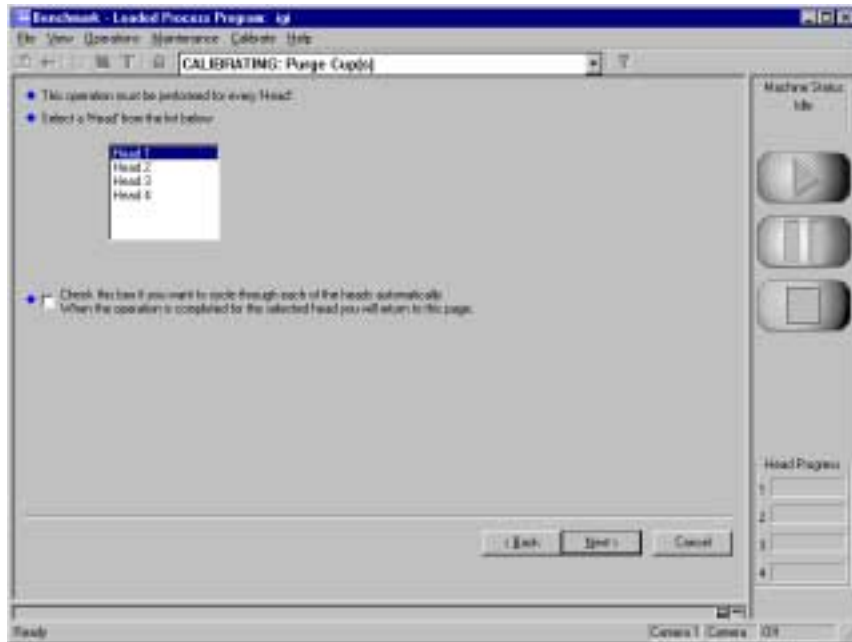 Benchmark - Loaded Process Program: igi
File View Operations Maintenance Calibrate Help
CALIBRATING: Purge Cup(s)
This operation must be performed for every 'Head'.
Select a 'Head' from the list below
Head 1
Head 2
Head 3
Head 4
Check this box if you want to cycle through each of the heads automatically.
When the operation is completed for the selected head you will return to this page.
< Back
Next >
Cancel
Machine Status
Idle
Head Progress
1
2
3
4
Ready
Camera 1 Camera
Off